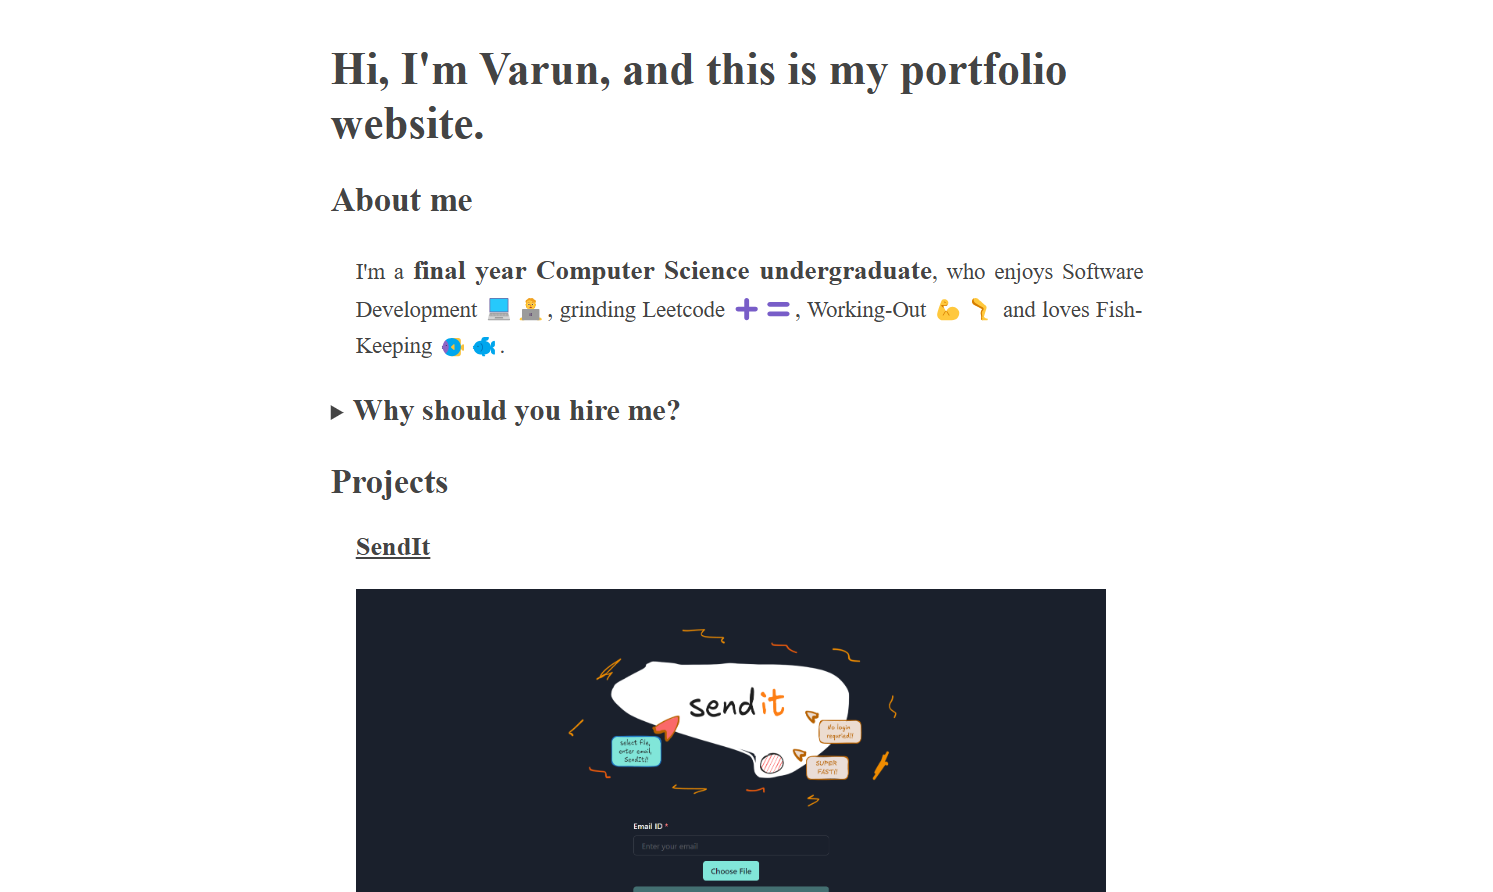 Hi, I'm Varun, and this is my portfolio
website.
About me
I'm a final year Computer Science undergraduate, who enjoys Software
Development 💻 🧑‍💻, grinding Leetcode ➕ 🟰, Working-Out 💪 🦵 and loves Fish-
Keeping 🐠 🐟.
▶ Why should you hire me?
Projects
SendIt
sendit
No login
required!!
Select File,
enter email,
SendIt!!
SUPER
FAST!!
Email ID *
Enter your email
Choose File